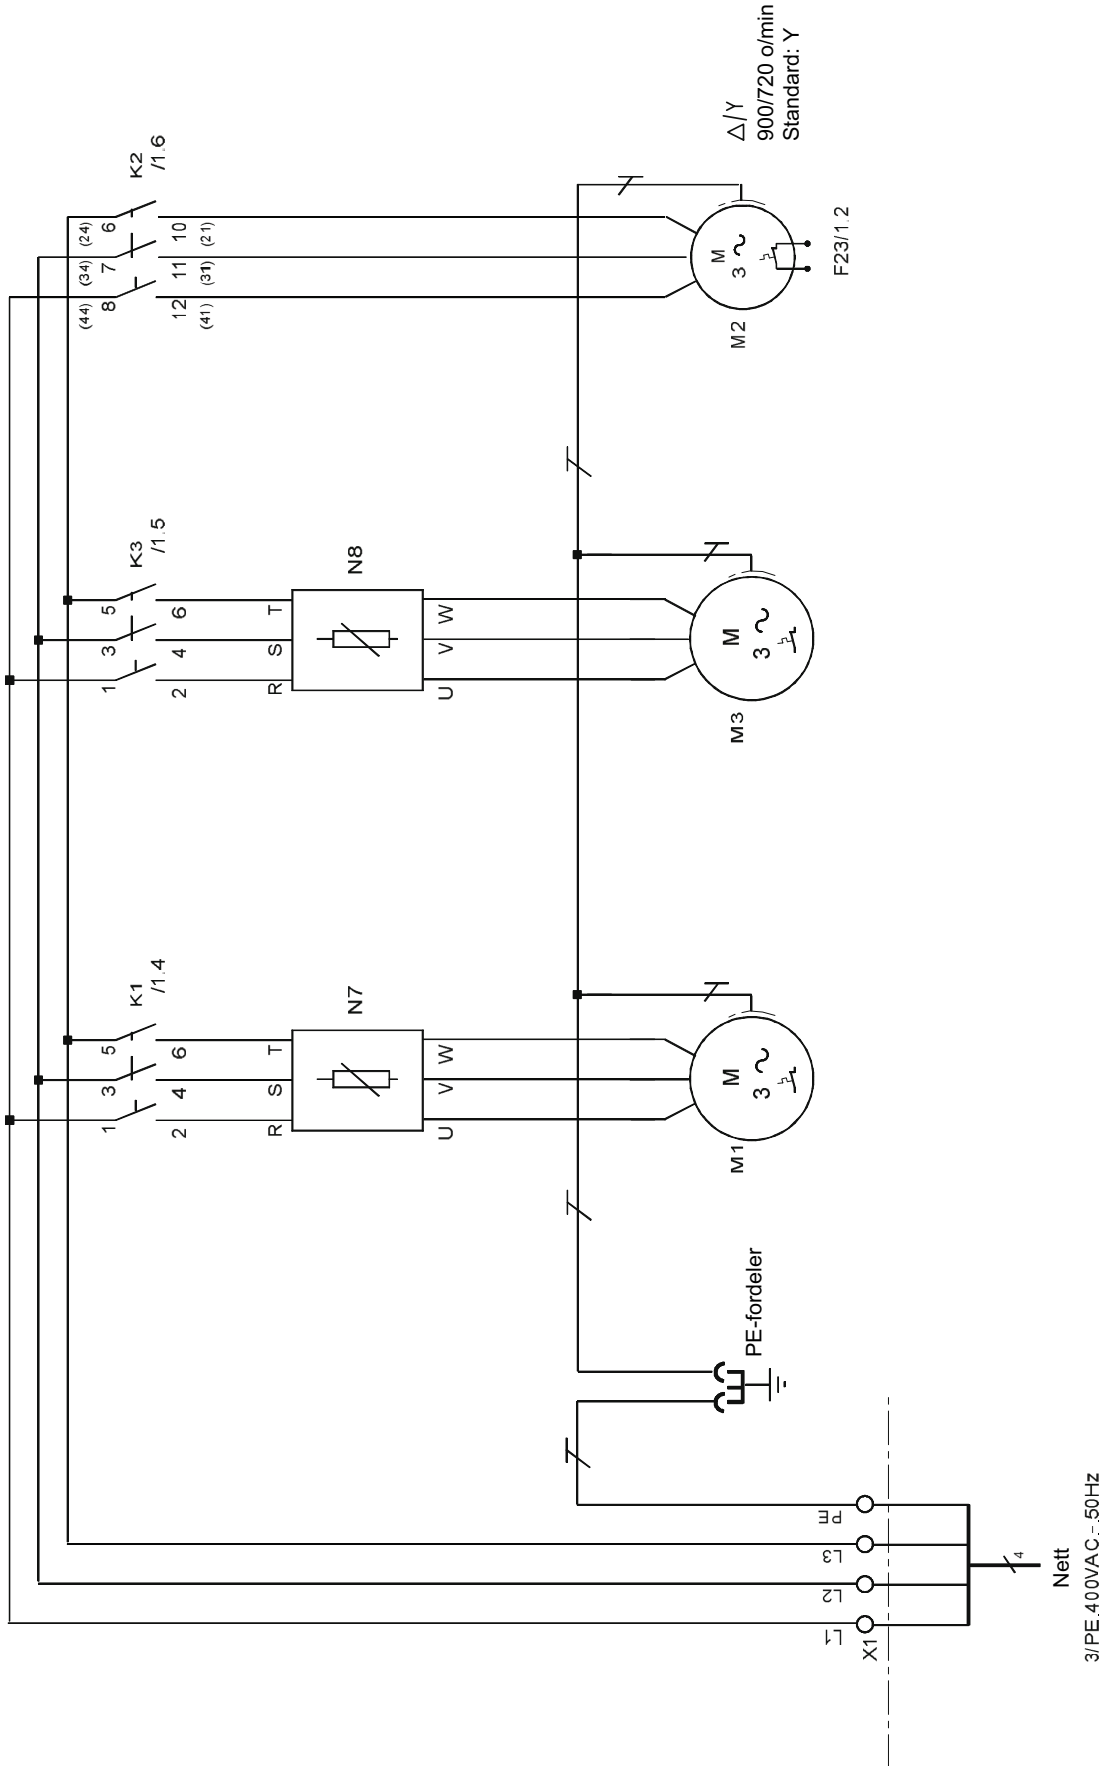 K2
/1.6
(24)
6
10
(21)
(34)
7
11
(31)
(44)
8
12
(41)
△/Y
900/720 o/min
Standard: Y
M
3 ~
M2
F23/1.2
K3
/1.5
5
6
T
3
4
S
1
2
R
N8
W
V
U
M
3 ~
M3
K1
/1.4
5
6
T
3
4
S
1
2
R
N7
W
V
U
M
3 ~
M1
PE-fordeler
PE
L3
L2
L1
X1
4
Nett
3/PE,400VAC-,50Hz